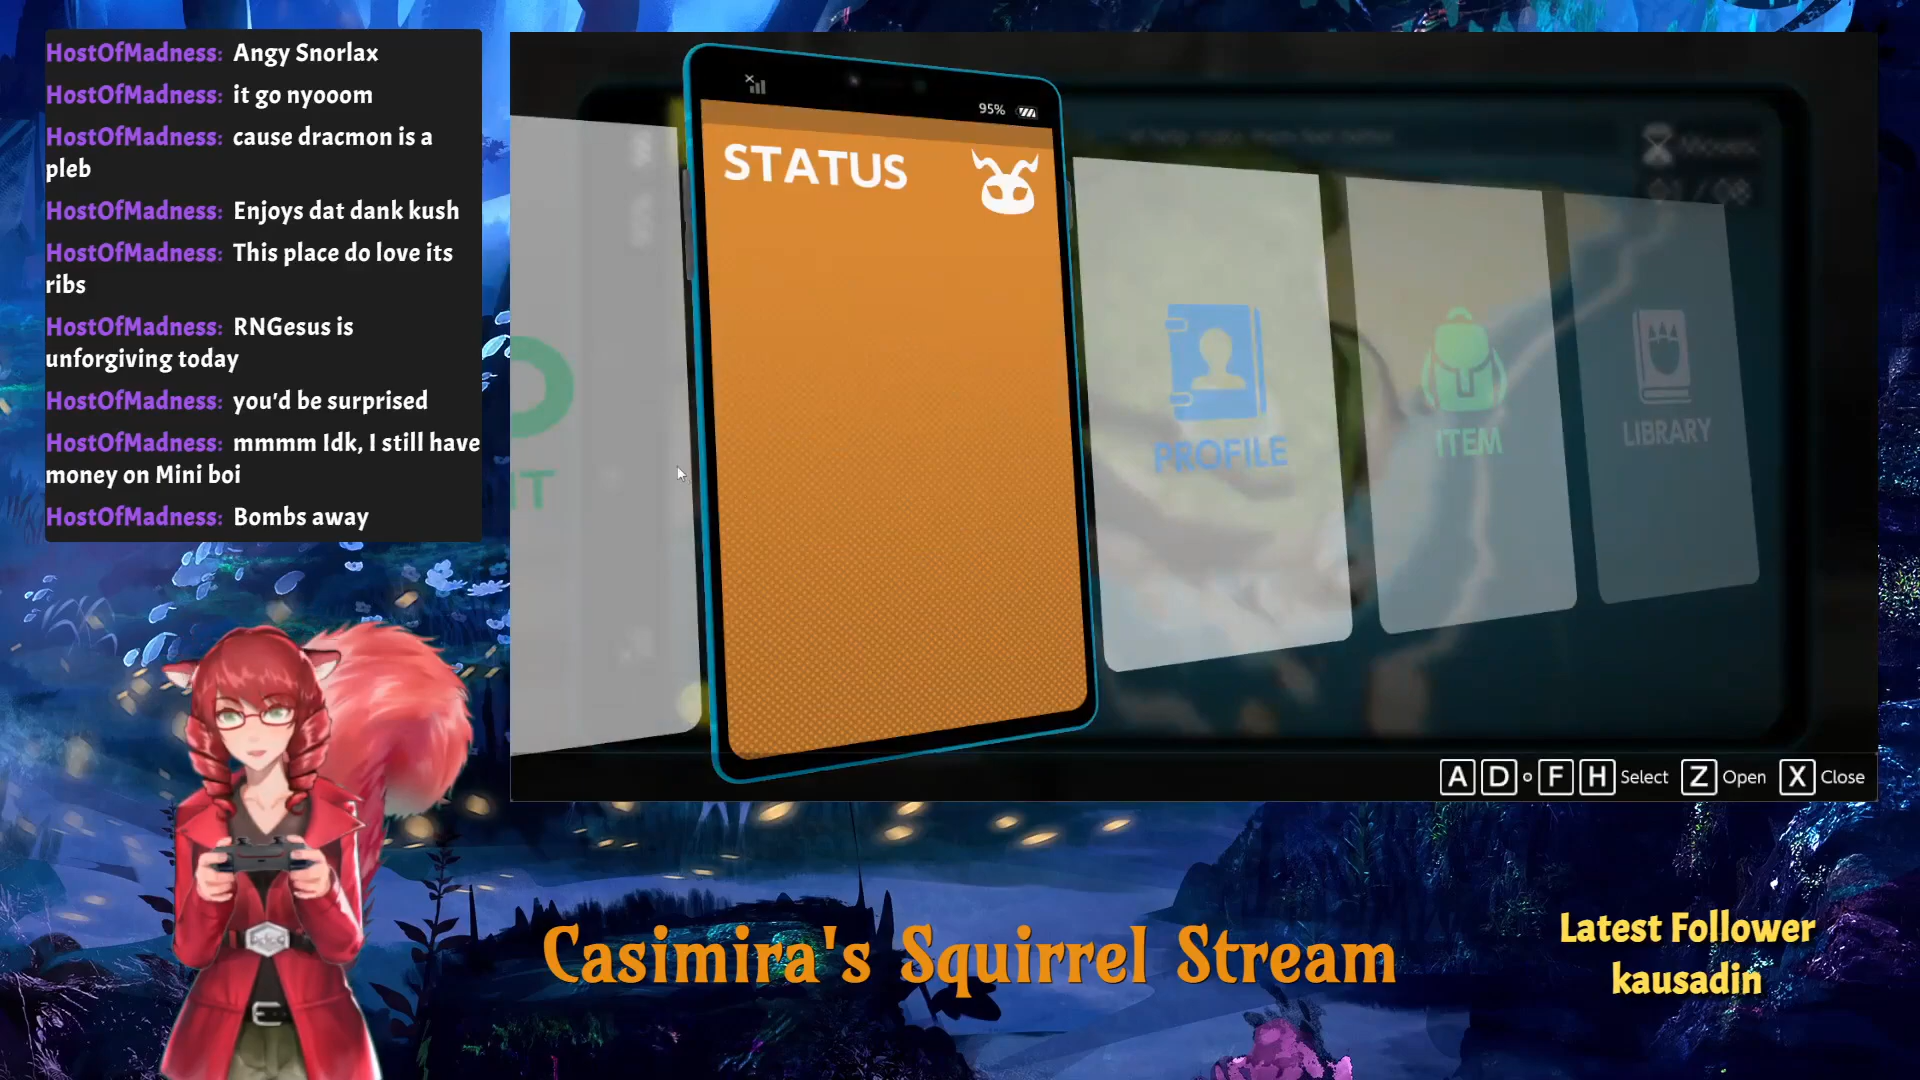 HostOfMadness: Angy Snorlax
HostOfMadness: it go nyooom
HostOfMadness: cause dracmon is a
pleb
HostOfMadness: Enjoys dat dank kush
HostOfMadness: This place do love its
ribs
HostOfMadness: RNGesus is
unforgiving today
HostOfMadness: you'd be surprised
HostOfMadness: mmmm Idk, I still have
money on Mini boi
HostOfMadness: Bombs away
95%
STATUS
Moves
PROFILE
ITEM
LIBRARY
A D F H Select Z Open X Close
Casimira's Squirrel Stream
Latest Follower
kausadin